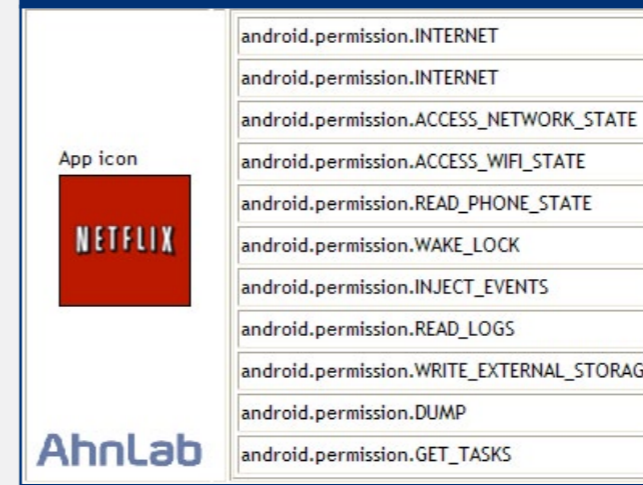 App icon
NETFLIX
AhnLab
android.permission.INTERNET
android.permission.INTERNET
android.permission.ACCESS_NETWORK_STATE
android.permission.ACCESS_WIFI_STATE
android.permission.READ_PHONE_STATE
android.permission.WAKE_LOCK
android.permission.INJECT_EVENTS
android.permission.READ_LOGS
android.permission.WRITE_EXTERNAL_STORAG
android.permission.DUMP
android.permission.GET_TASKS